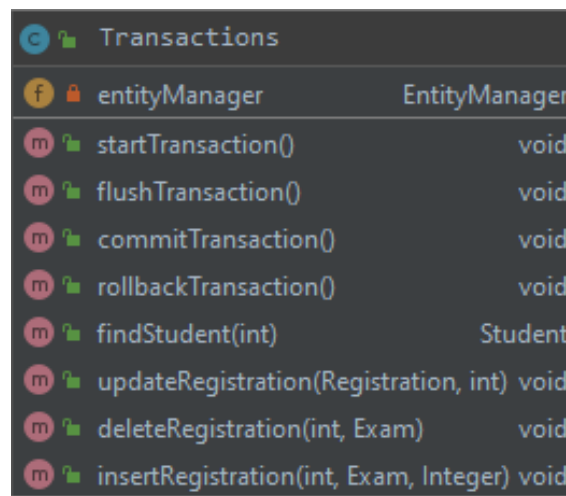 C Transactions
f entityManager EntityManager
m startTransaction() void
m flushTransaction() void
m commitTransaction() void
m rollbackTransaction() void
m findStudent(int) Student
m updateRegistration(Registration, int) void
m deleteRegistration(int, Exam) void
m insertRegistration(int, Exam, Integer) void